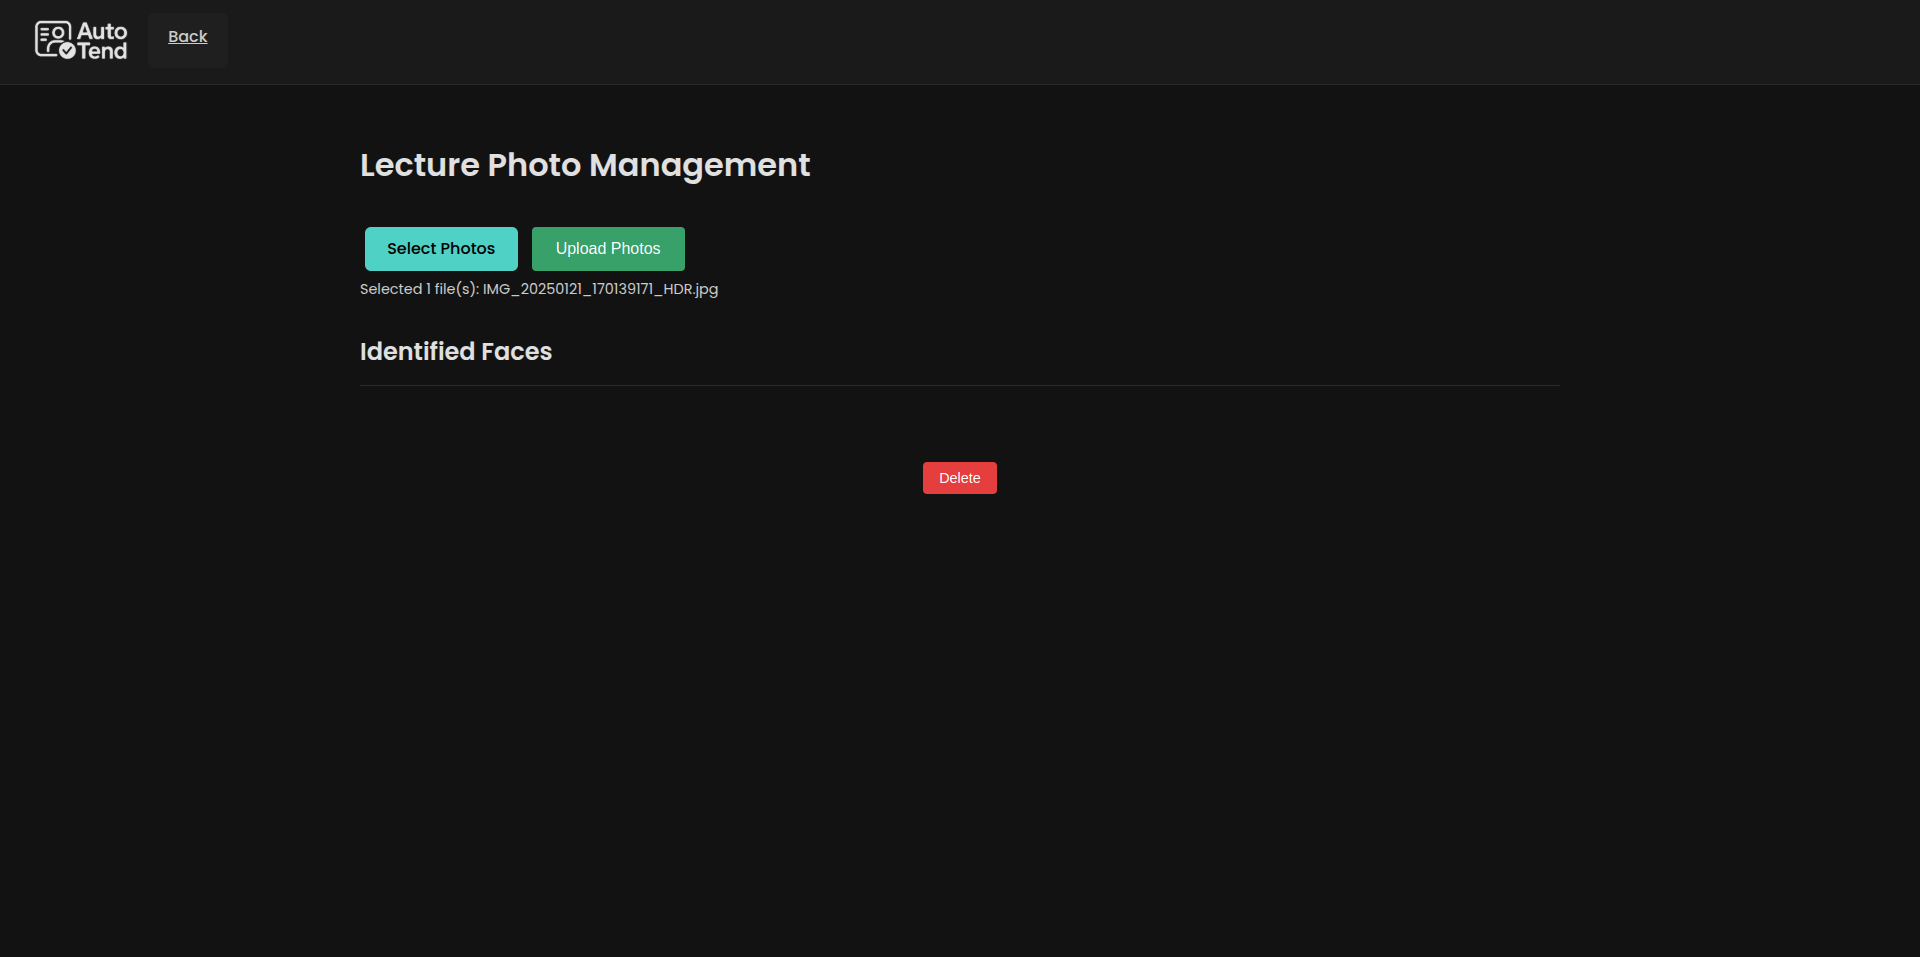 Auto
Tend
Back
Lecture Photo Management
Select Photos
Upload Photos
Selected 1 file(s): IMG_20250121_170139171_HDR.jpg
Identified Faces
Delete